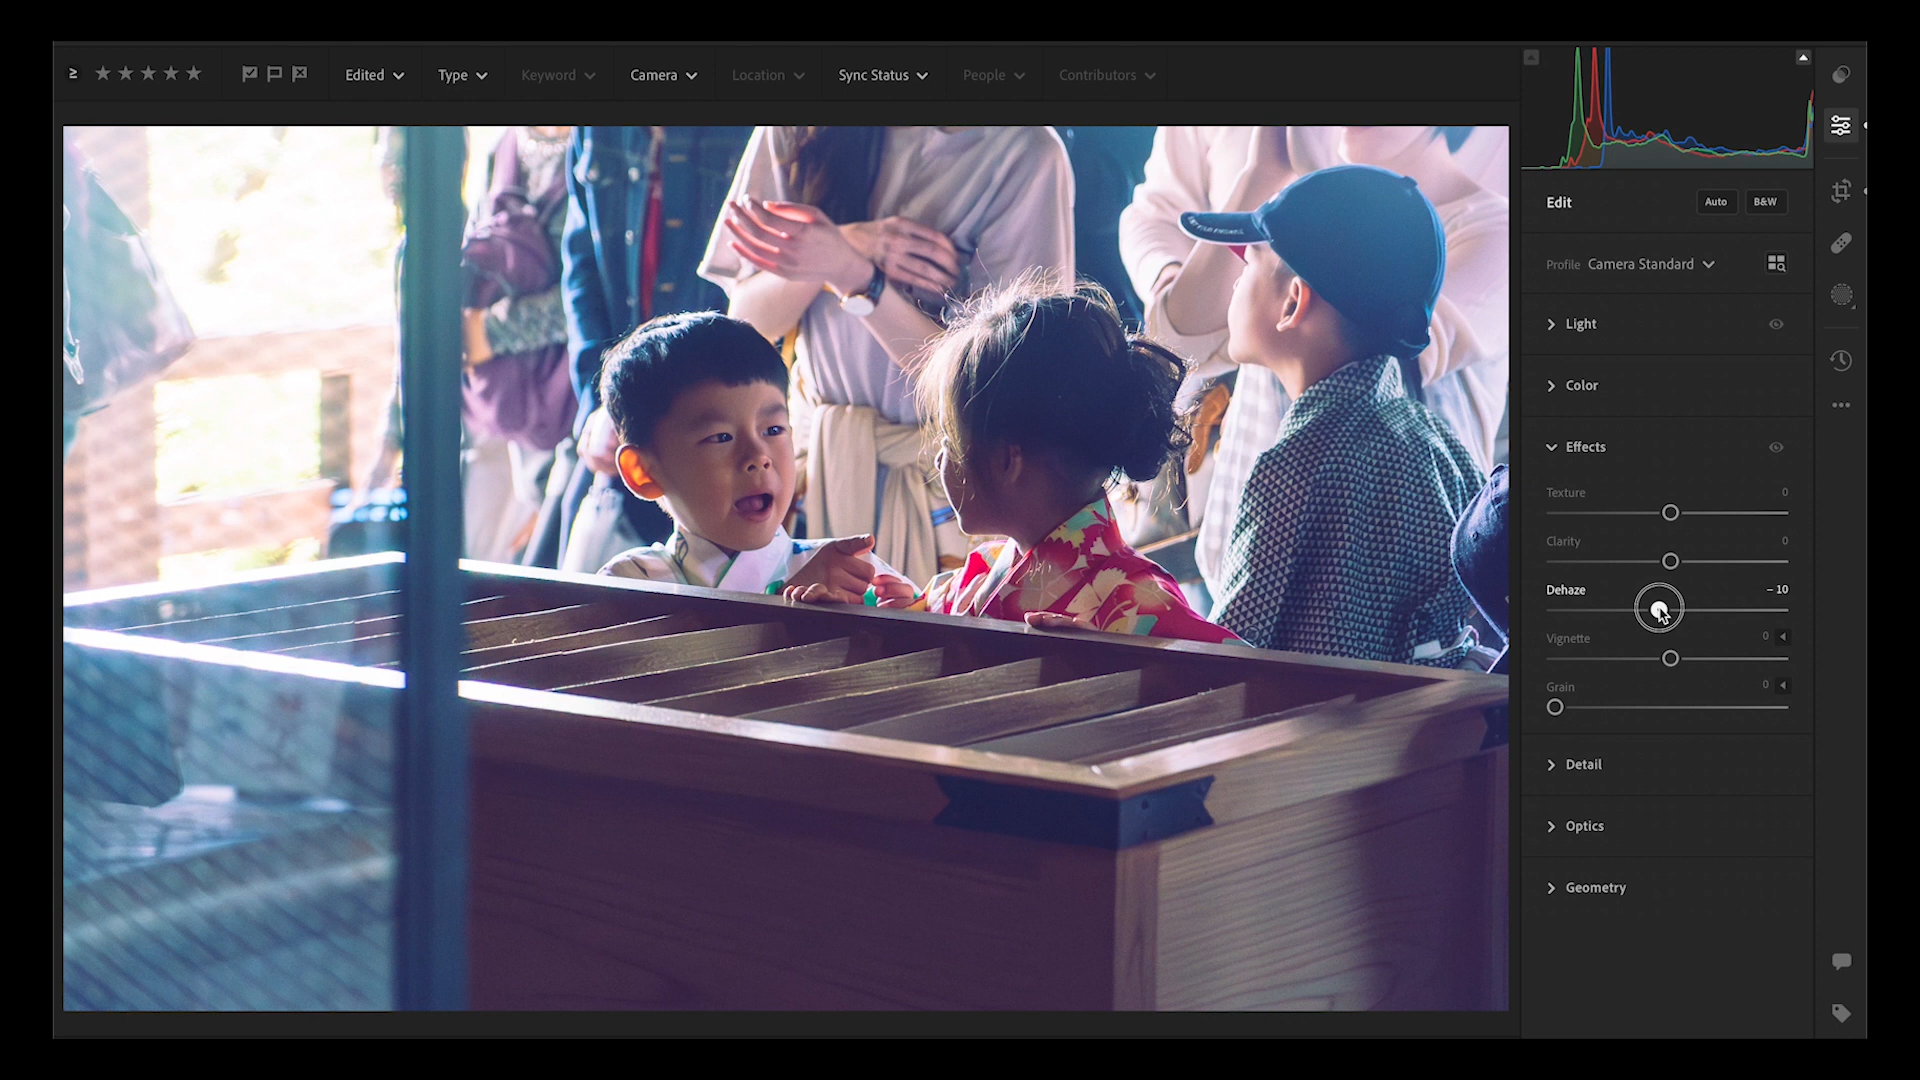 ≥
Edited
Type
Keyword
Camera
Location
Sync Status
People
Contributors
Edit
Auto
B&W
Profile Camera Standard
Light
Color
Effects
Texture 0
Clarity 0
Dehaze – 10
Vignette 0
Grain 0
Detail
Optics
Geometry